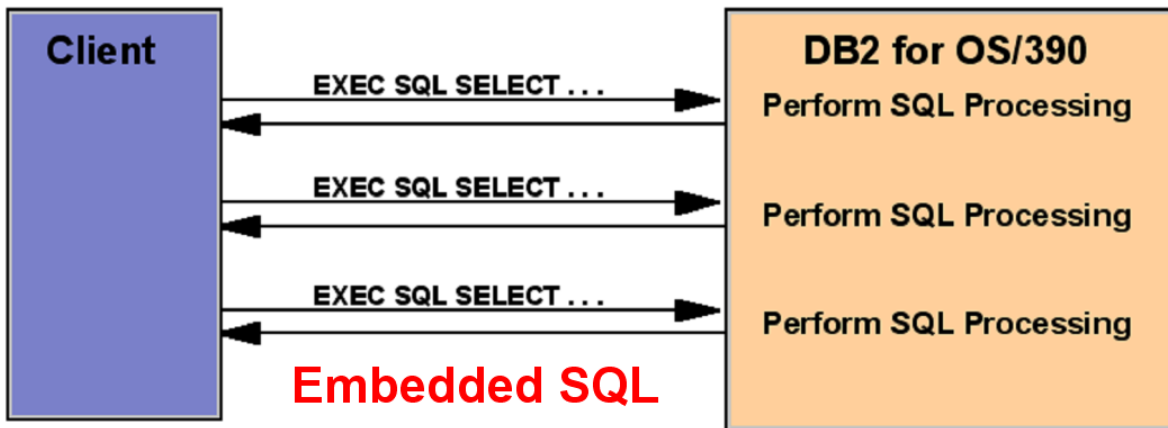 Client
DB2 for OS/390
EXEC SQL SELECT . . .
Perform SQL Processing
EXEC SQL SELECT . . .
Perform SQL Processing
EXEC SQL SELECT . . .
Perform SQL Processing
Embedded SQL